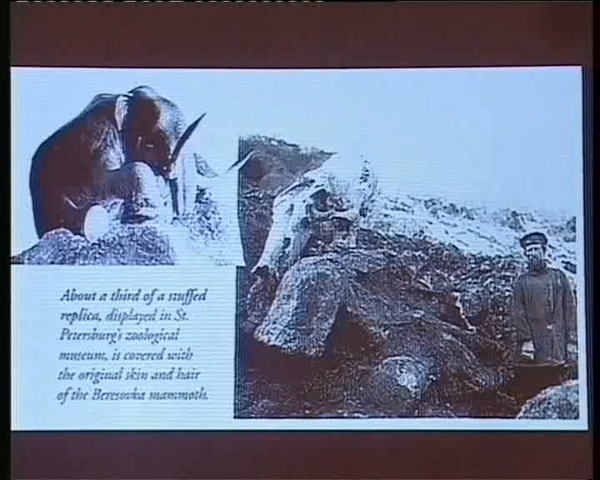 About a third of a stuffed
replica, displayed in St.
Petersburg's zoological
museum, is covered with
the original skin and hair
of the Beresovka mammoth.